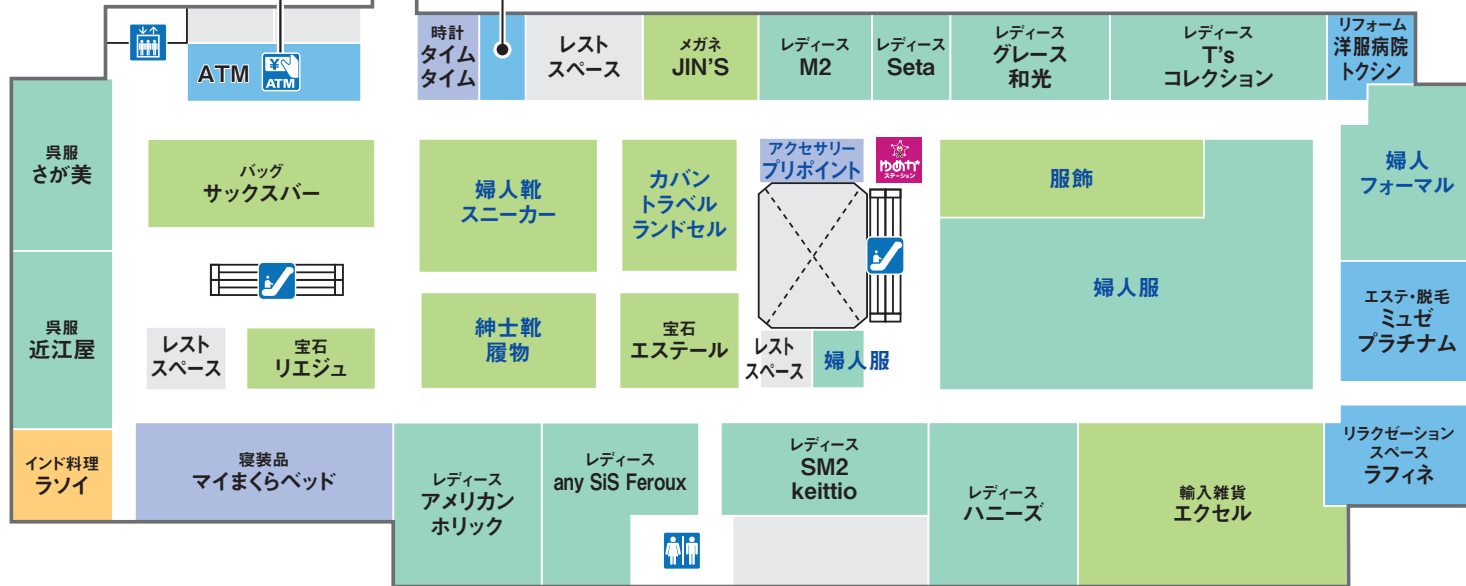 ATM
¥
ATM
時計
タイム
タイム
レスト
スペース
メガネ
JIN'S
レディース
M2
レディース
Seta
レディース
グレース
和光
レディース
T's
コレクション
リフォーム
洋服病院
トクシン
呉服
さが美
バッグ
サックスバー
婦人靴
スニーカー
カバン
トラベル
ランドセル
アクセサリー
プリポイント
ゆめか
ステーション
服飾
婦人服
婦人
フォーマル
呉服
近江屋
レスト
スペース
宝石
リエジュ
紳士靴
履物
宝石
エステール
レスト
スペース
婦人服
エステ・脱毛
ミュゼ
プラチナム
インド料理
ラソイ
寝装品
マイまくらベッド
レディース
アメリカン
ホリック
レディース
any SiS Feroux
レディース
SM2
keittio
レディース
ハニーズ
輸入雑貨
エクセル
リラクゼーション
スペース
ラフィネ